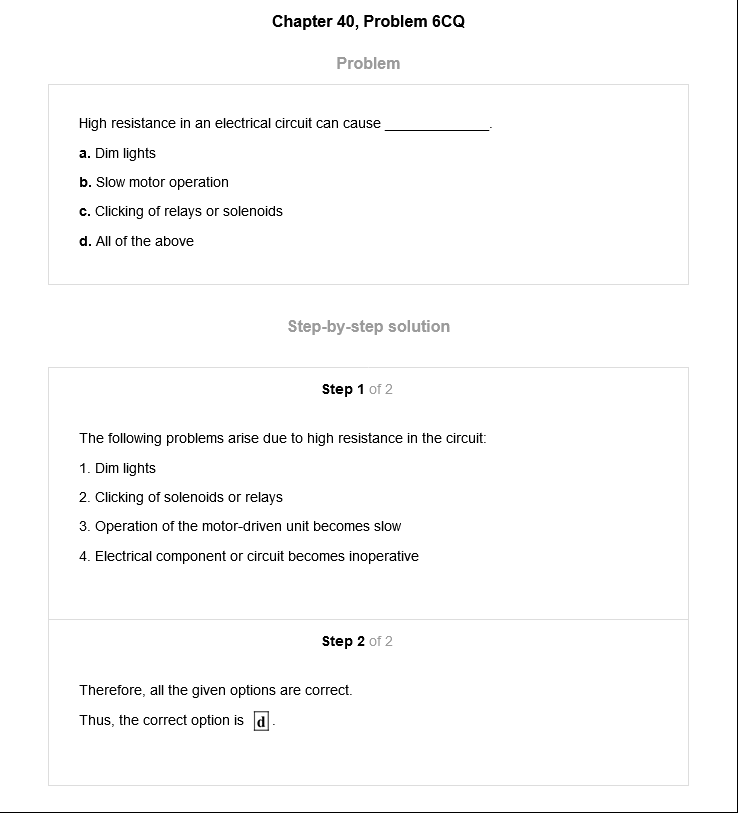 Chapter 40, Problem 6CQ
Problem
High resistance in an electrical circuit can cause ______________.
a. Dim lights
b. Slow motor operation
c. Clicking of relays or solenoids
d. All of the above
Step-by-step solution
Step 1 of 2
The following problems arise due to high resistance in the circuit:
1. Dim lights
2. Clicking of solenoids or relays
3. Operation of the motor-driven unit becomes slow
4. Electrical component or circuit becomes inoperative
Step 2 of 2
Therefore, all the given options are correct.
Thus, the correct option is d.